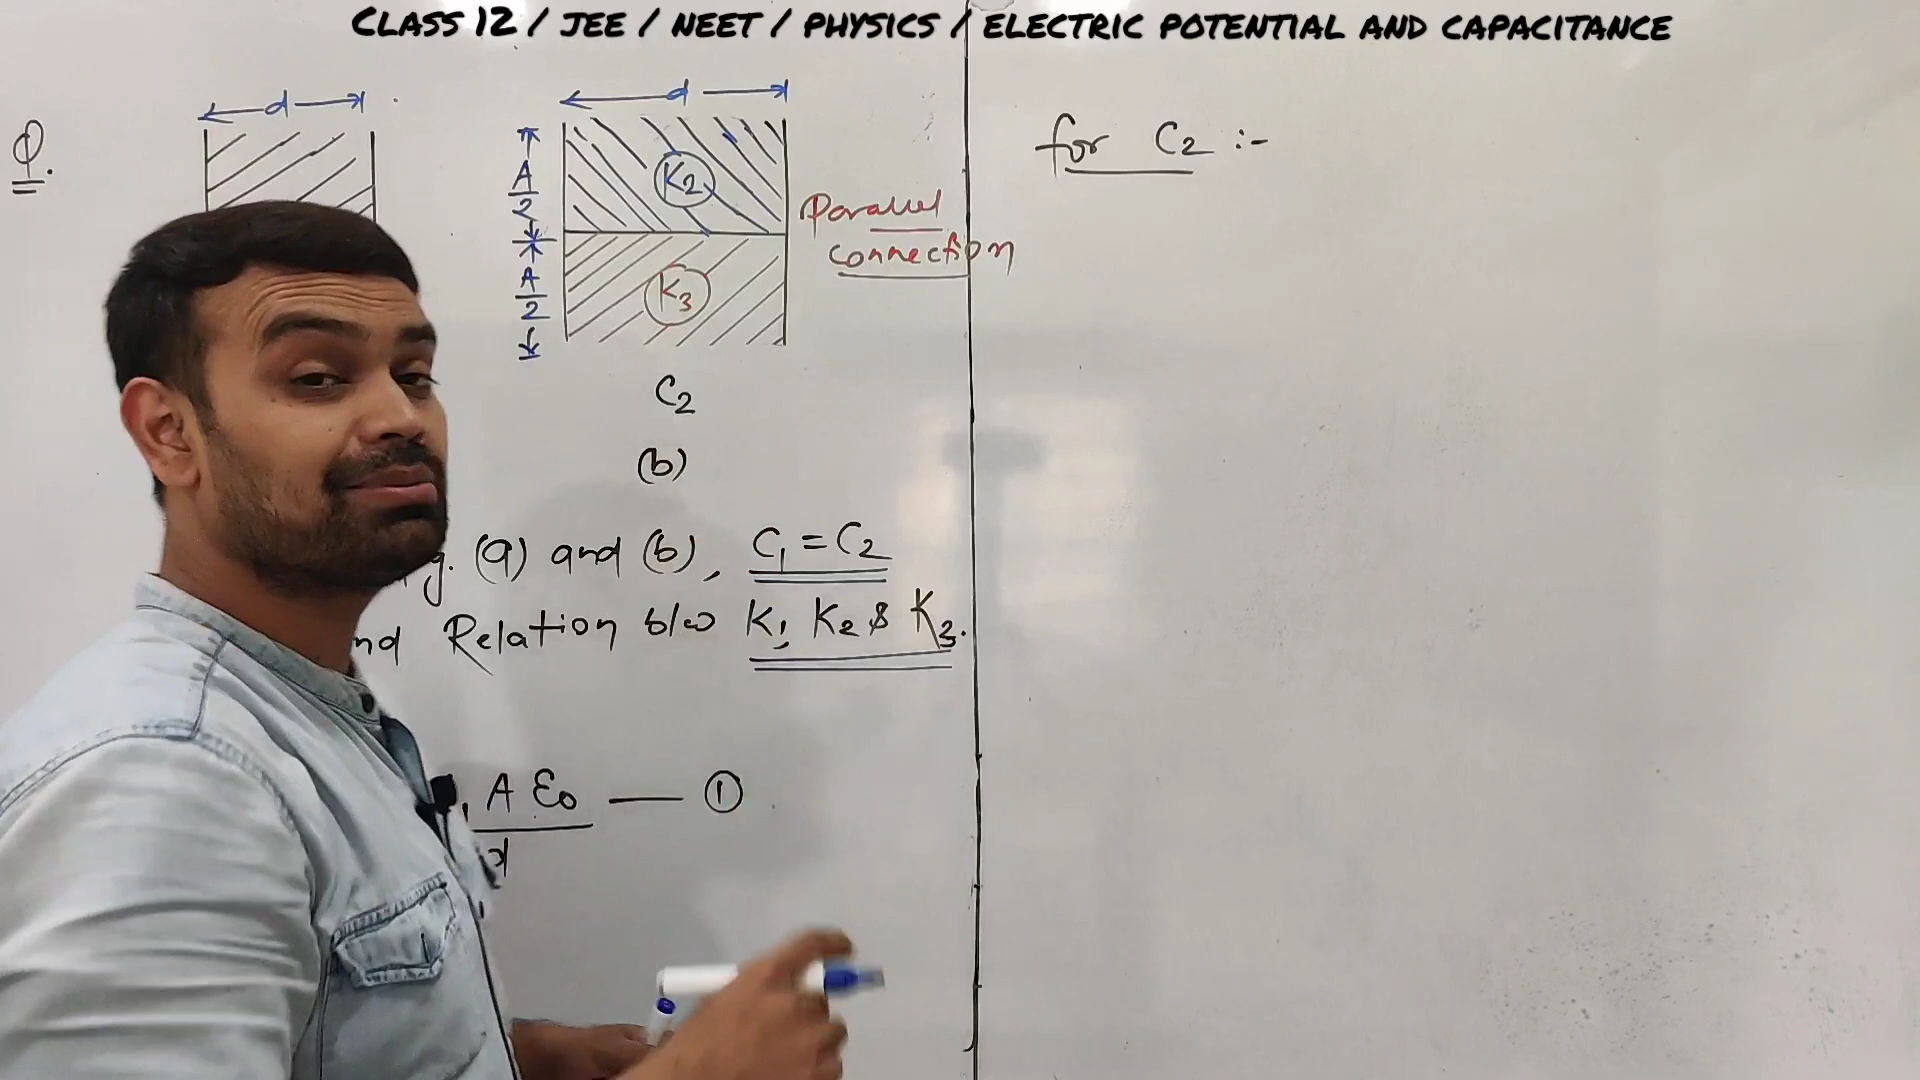 CLASS 12 / JEE / NEET / PHYSICS / ELECTRIC POTENTIAL AND CAPACITANCE
Q.
d
d
A/2
K2
A/2
K3
Parallel
connection
C2
(b)
g. (a) and (b), C1 = C2
nd Relation b/w K1, K2 & K3.
A ε0 — ①
d
for C2 :-